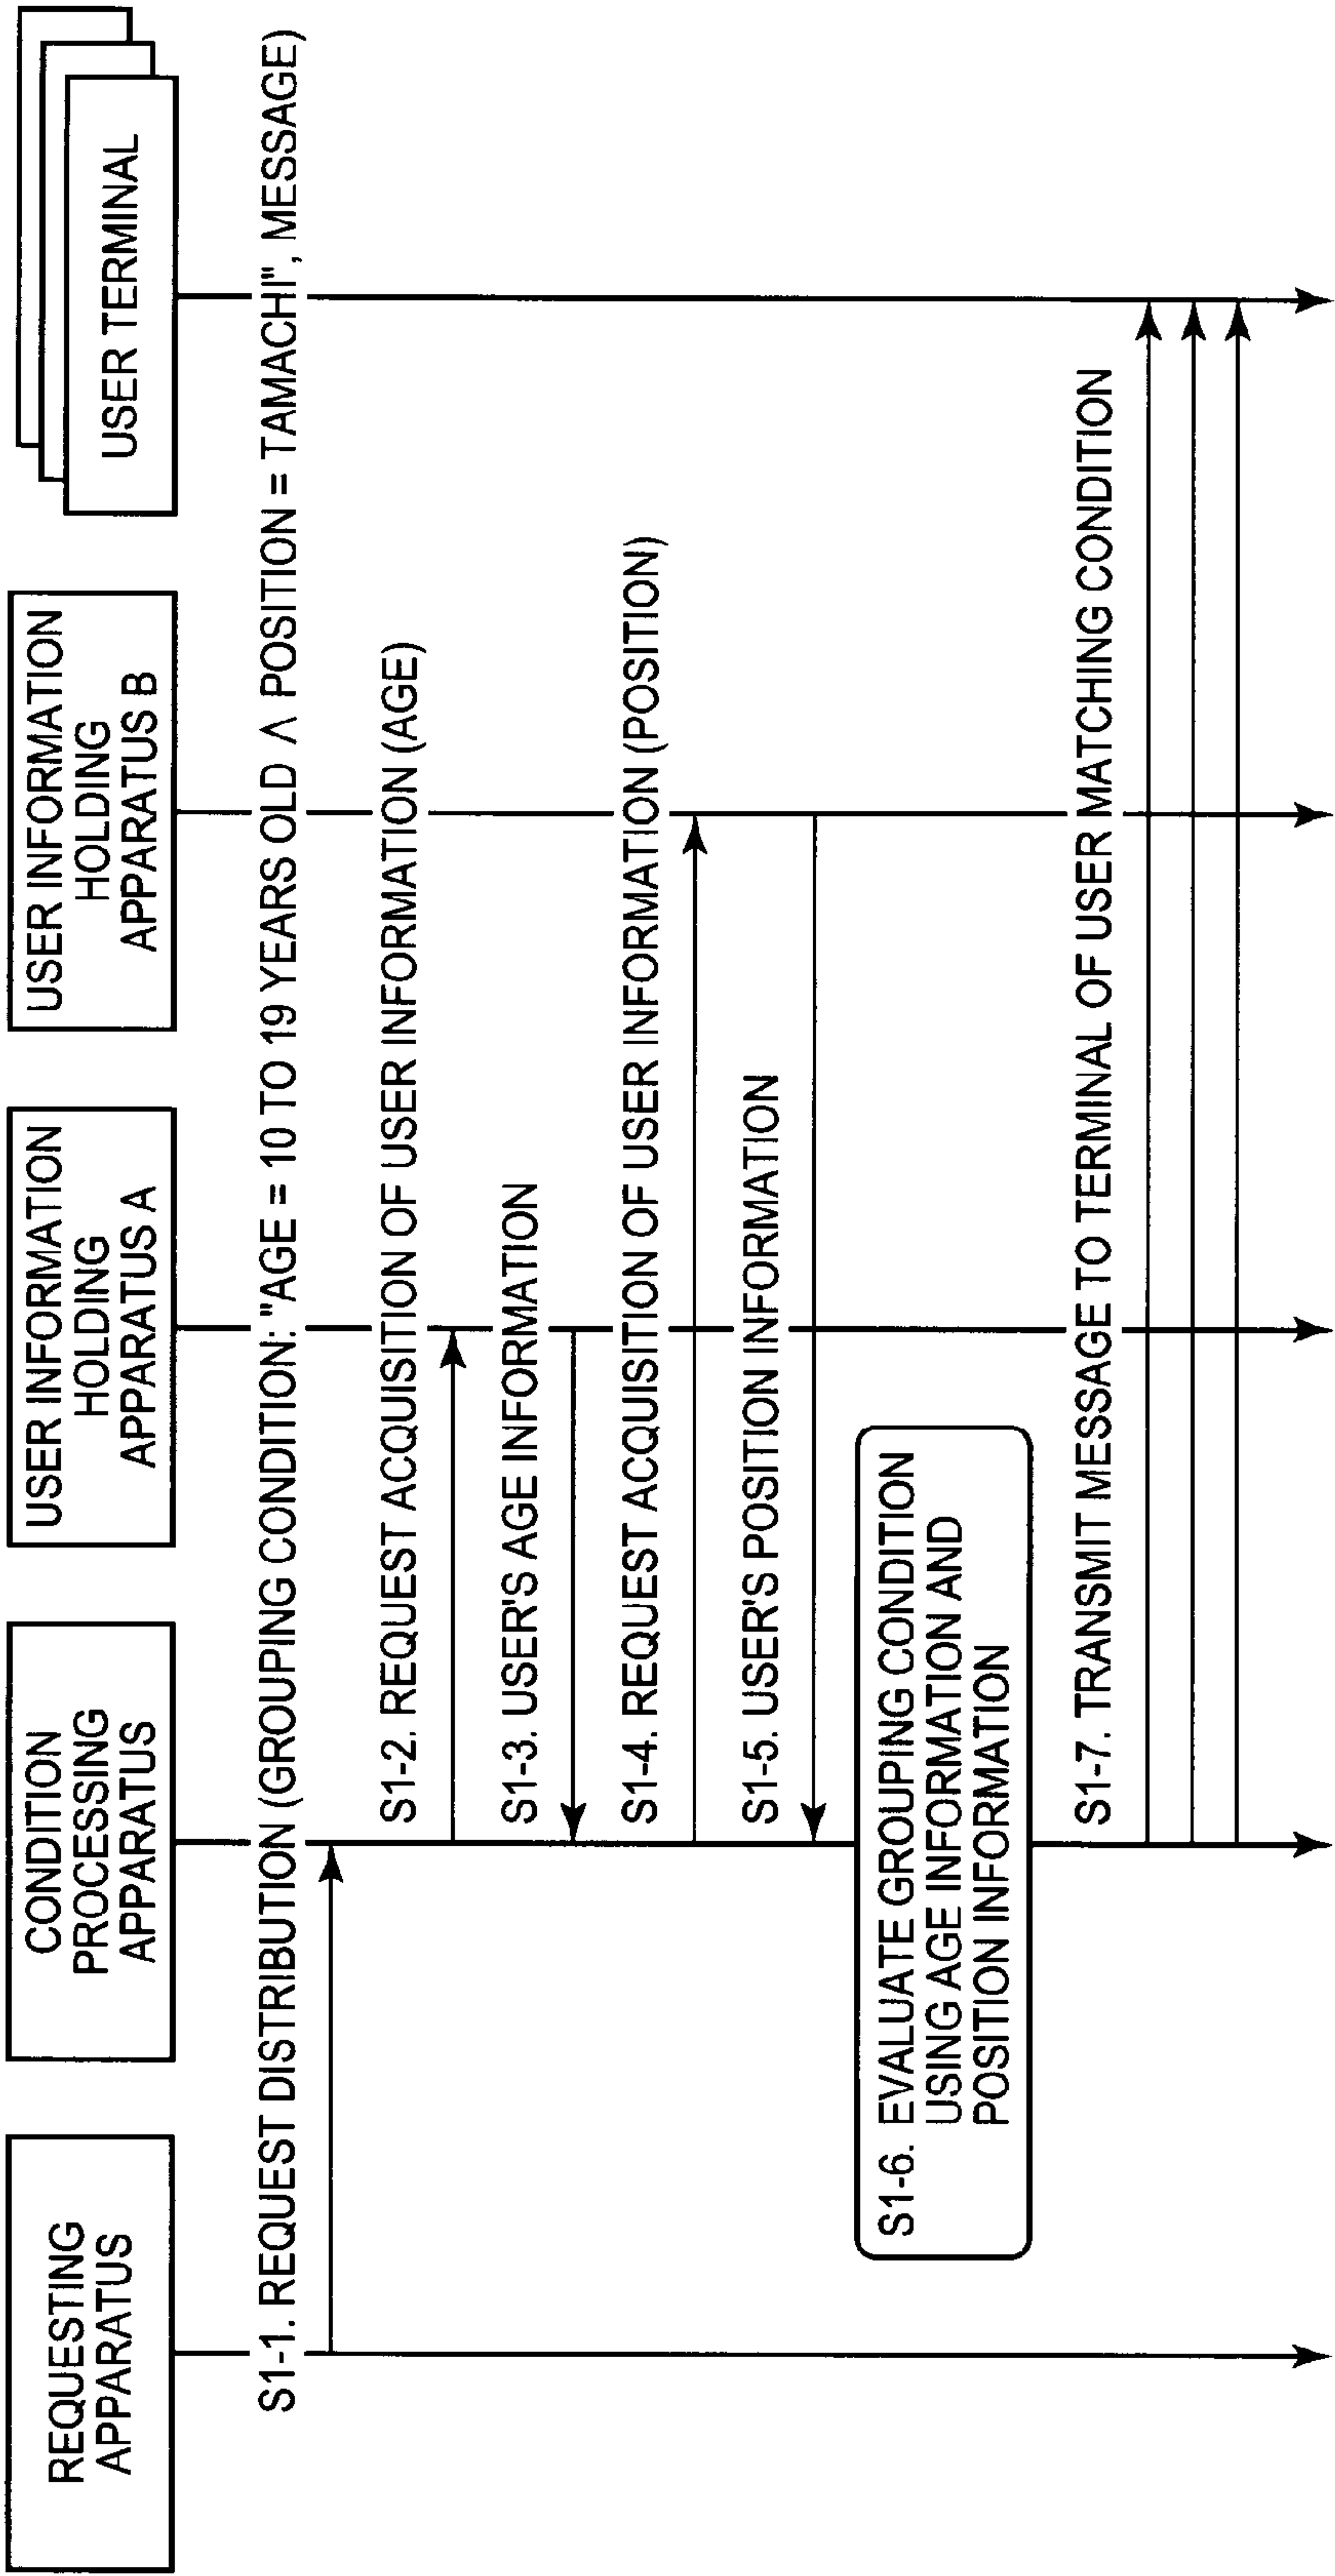 REQUESTING
APPARATUS
CONDITION
PROCESSING
APPARATUS
USER INFORMATION
HOLDING
APPARATUS A
USER INFORMATION
HOLDING
APPARATUS B
USER TERMINAL
S1-1. REQUEST DISTRIBUTION (GROUPING CONDITION: "AGE = 10 TO 19 YEARS OLD ∧ POSITION = TAMACHI", MESSAGE)
S1-2. REQUEST ACQUISITION OF USER INFORMATION (AGE)
S1-3. USER'S AGE INFORMATION
S1-4. REQUEST ACQUISITION OF USER INFORMATION (POSITION)
S1-5. USER'S POSITION INFORMATION
S1-6. EVALUATE GROUPING CONDITION
USING AGE INFORMATION AND
POSITION INFORMATION
S1-7. TRANSMIT MESSAGE TO TERMINAL OF USER MATCHING CONDITION